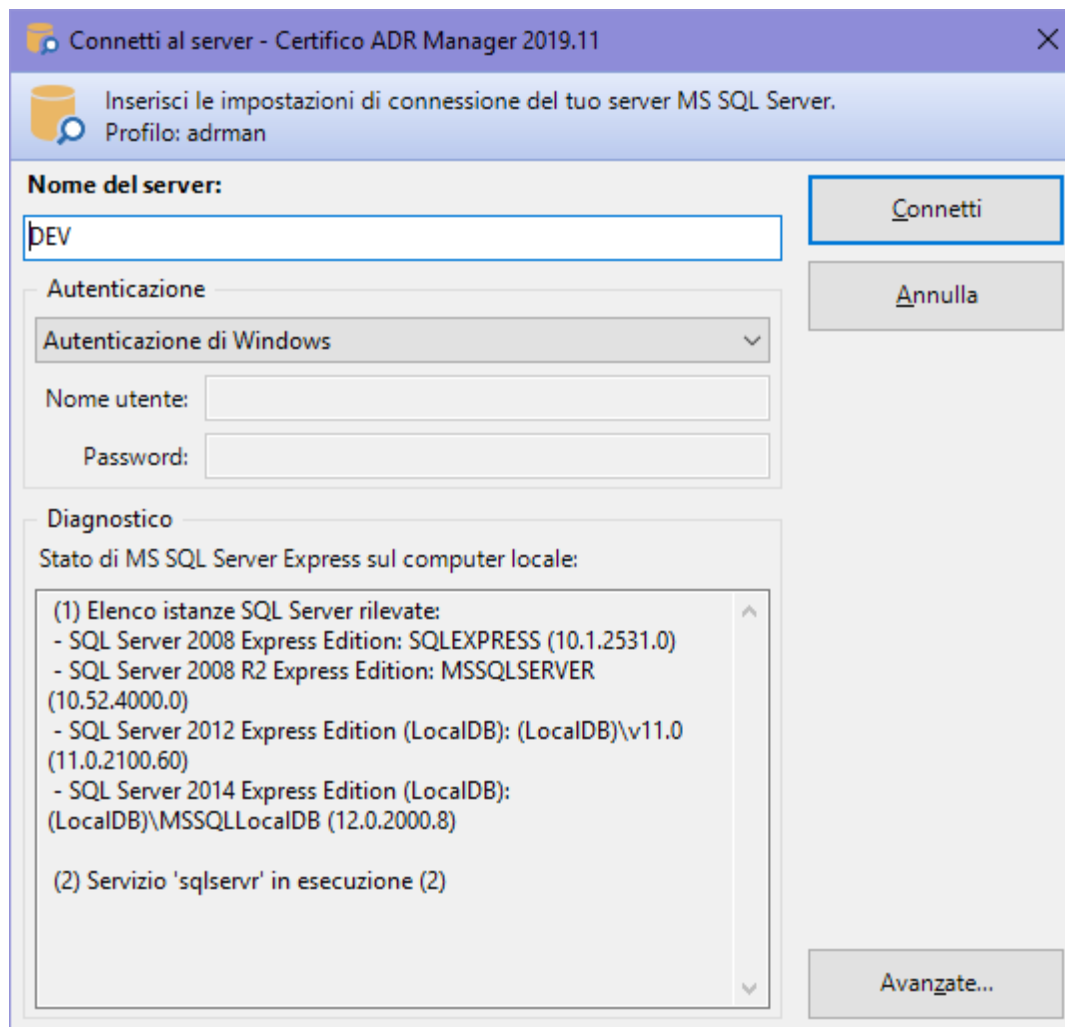 Connetti al server - Certifico ADR Manager 2019.11
Inserisci le impostazioni di connessione del tuo server MS SQL Server.
Profilo: adrman
Nome del server:
DEV
Connetti
Annulla
Autenticazione
Autenticazione di Windows
Nome utente:
Password:
Diagnostico
Stato di MS SQL Server Express sul computer locale:
(1) Elenco istanze SQL Server rilevate:
- SQL Server 2008 Express Edition: SQLEXPRESS (10.1.2531.0)
- SQL Server 2008 R2 Express Edition: MSSQLSERVER
(10.52.4000.0)
- SQL Server 2012 Express Edition (LocalDB): (LocalDB)\v11.0
(11.0.2100.60)
- SQL Server 2014 Express Edition (LocalDB):
(LocalDB)\MSSQLLocalDB (12.0.2000.8)
(2) Servizio 'sqlservr' in esecuzione (2)
Avanzate...